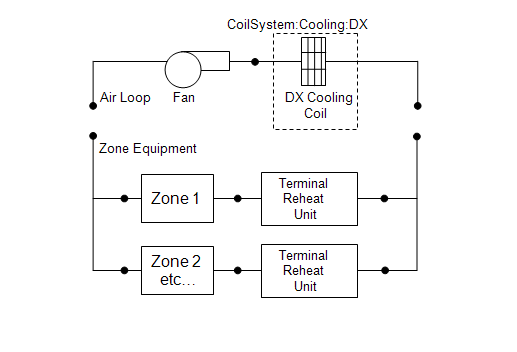 CoilSystem:Cooling:DX
Air Loop
Fan
DX Cooling
Coil
Zone Equipment
Zone 1
Terminal
Reheat
Unit
Zone 2
etc...
Terminal
Reheat
Unit